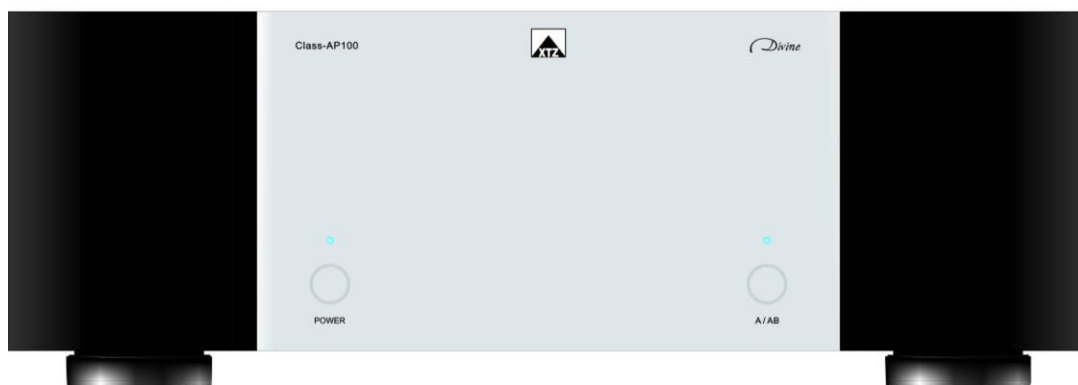 Class-AP100
XTZ
Divine
POWER
A / AB